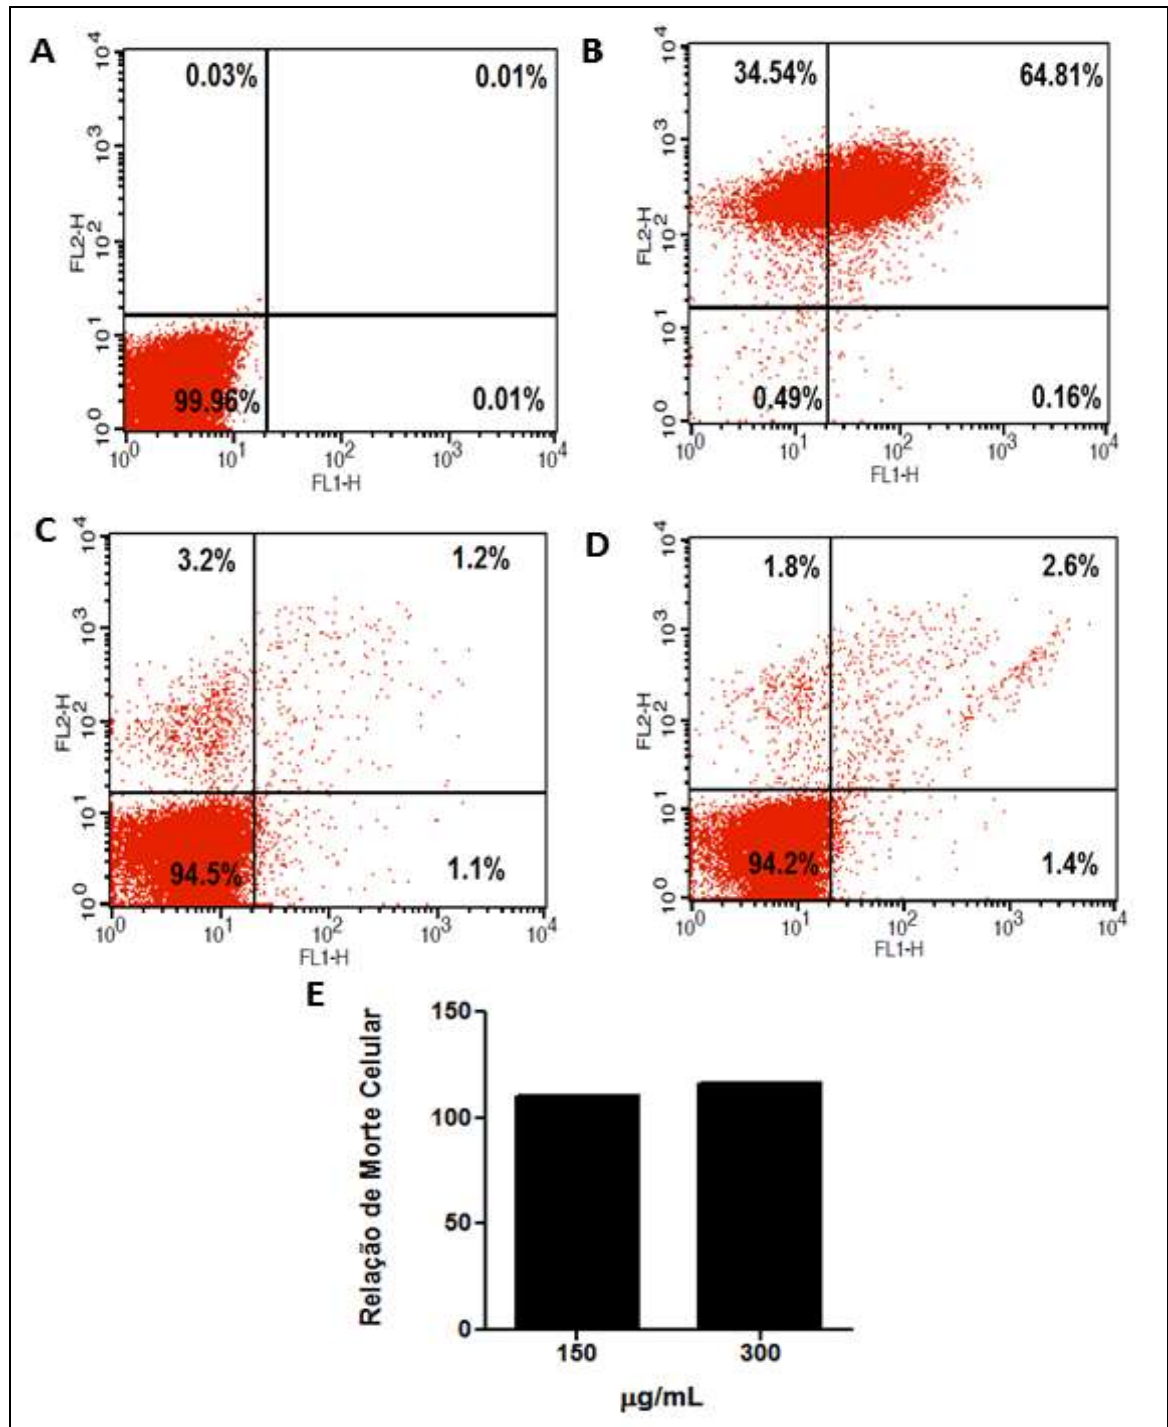 A
B
10⁴
10³
10²
10¹
10⁰
FL2-H
0.03%
0.01%
99.96%
0.01%
10⁰ 10¹ 10² 10³ 10⁴
FL1-H
10⁴
10³
10²
10¹
10⁰
FL2-H
34.54%
64.81%
0.49%
0.16%
10⁰ 10¹ 10² 10³ 10⁴
FL1-H
C
D
10⁴
10³
10²
10¹
10⁰
FL2-H
3.2%
1.2%
94.5%
1.1%
10⁰ 10¹ 10² 10³ 10⁴
FL1-H
10⁴
10³
10²
10¹
10⁰
FL2-H
1.8%
2.6%
94.2%
1.4%
10⁰ 10¹ 10² 10³ 10⁴
FL1-H
E
Relação de Morte Celular
150
100
50
0
150 300
µg/mL